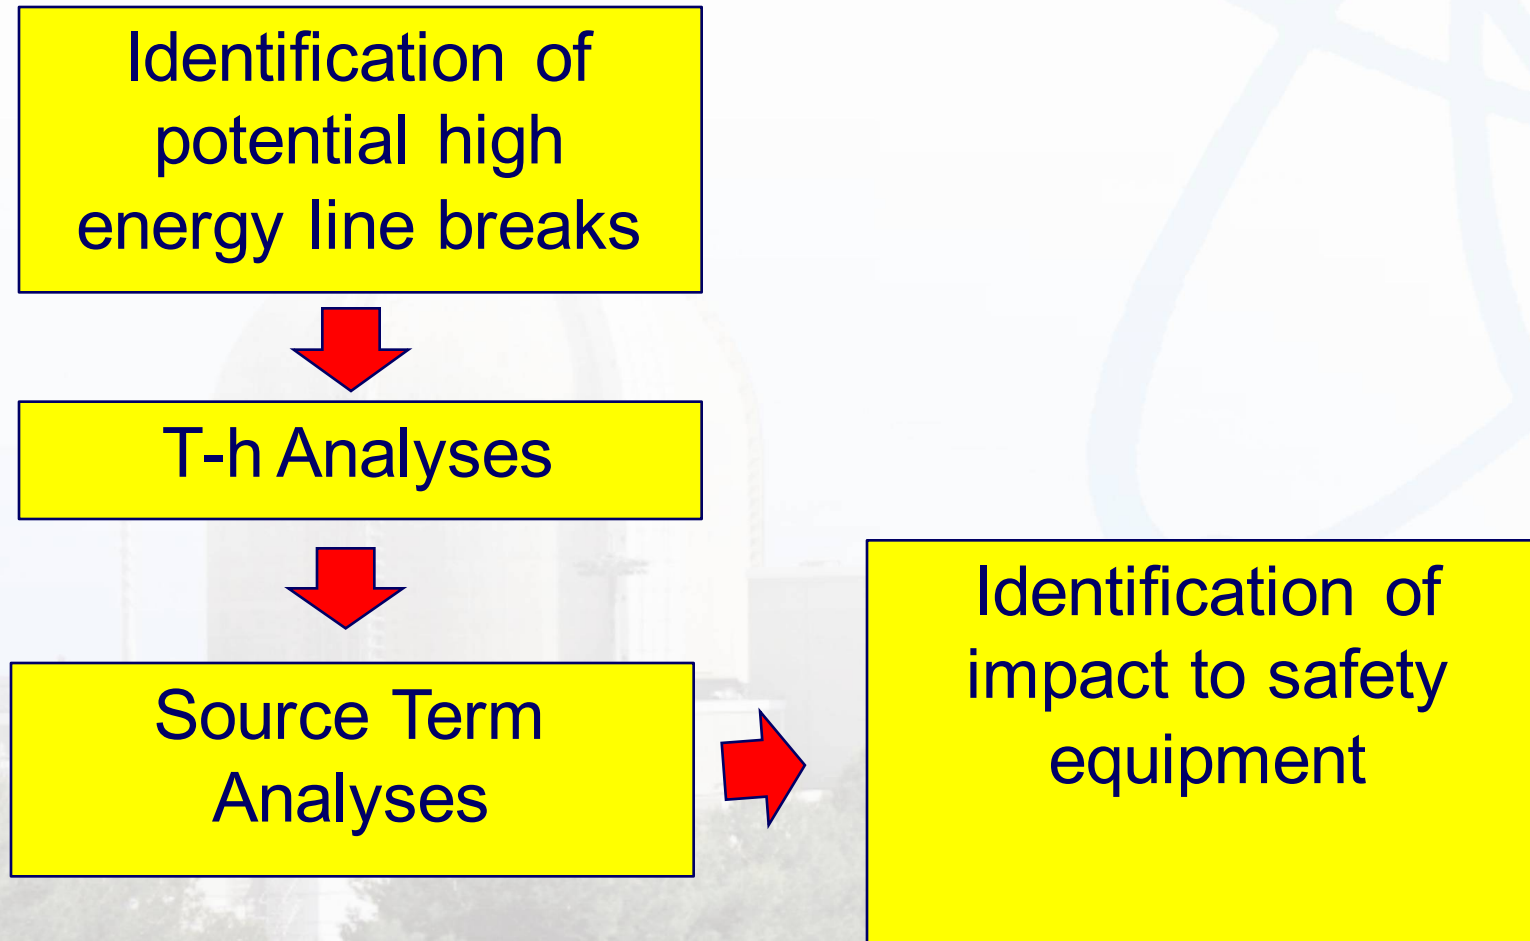 Identification of
potential high
energy line breaks
T-h Analyses
Source Term
Analyses
Identification of
impact to safety
equipment